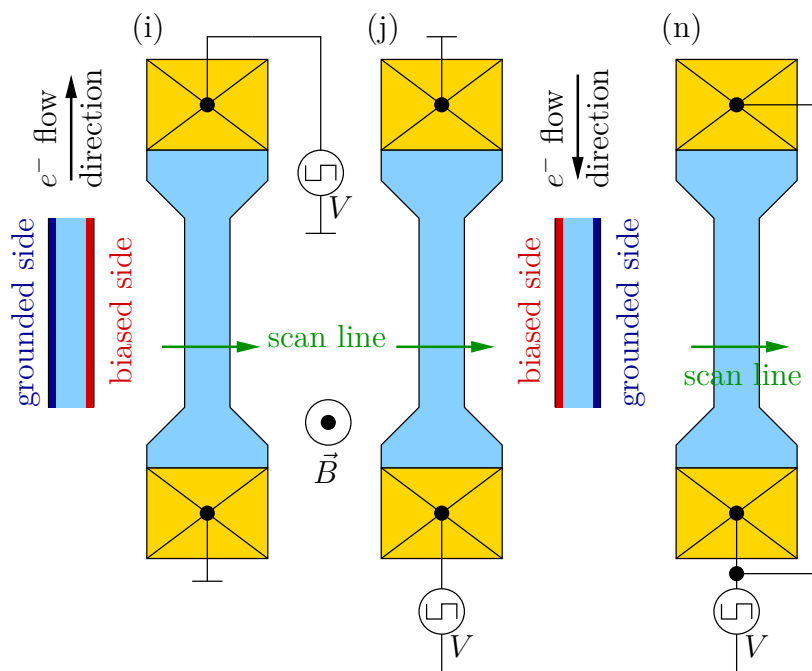 (i)
(j)
(n)
e⁻ flow
direction
V
e⁻ flow
direction
grounded side
biased side
biased side
grounded side
scan line
scan line
B⃗
V
V